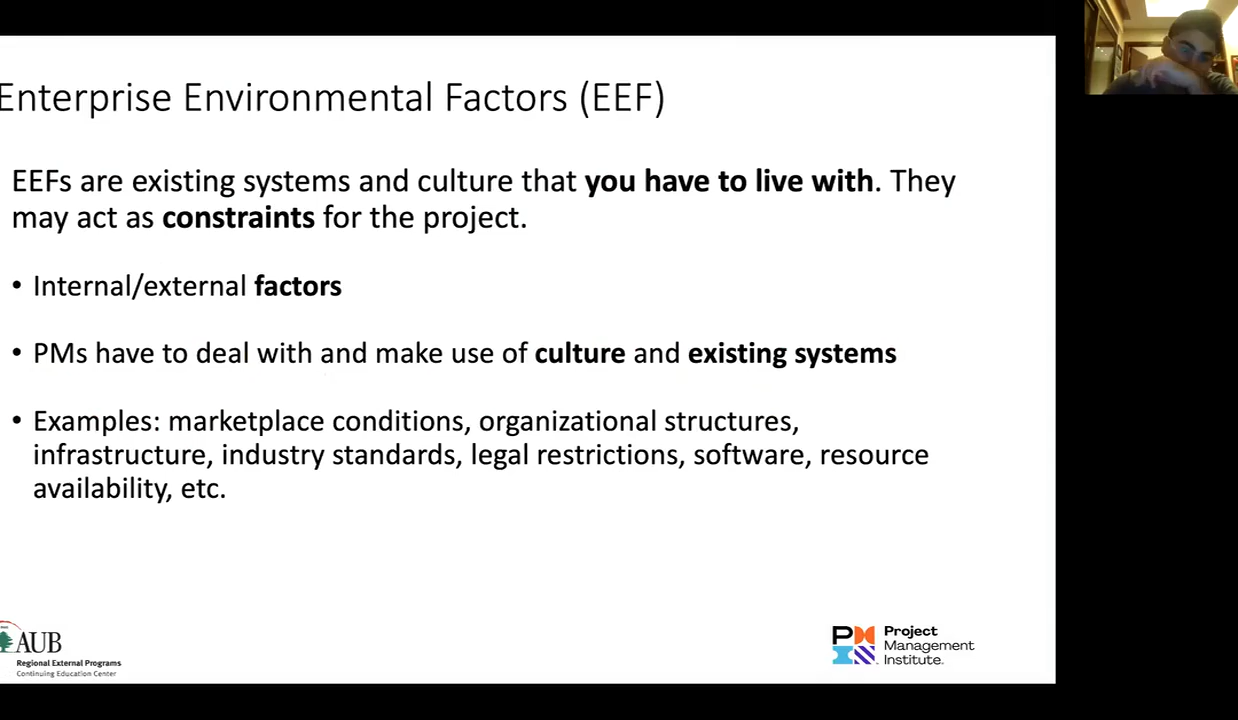 Enterprise Environmental Factors (EEF)
EEFs are existing systems and culture that you have to live with. They
may act as constraints for the project.
• Internal/external factors
• PMs have to deal with and make use of culture and existing systems
• Examples: marketplace conditions, organizational structures,
infrastructure, industry standards, legal restrictions, software, resource
availability, etc.
AUB
Regional External Programs
Continuing Education Center
Project
Management
Institute.